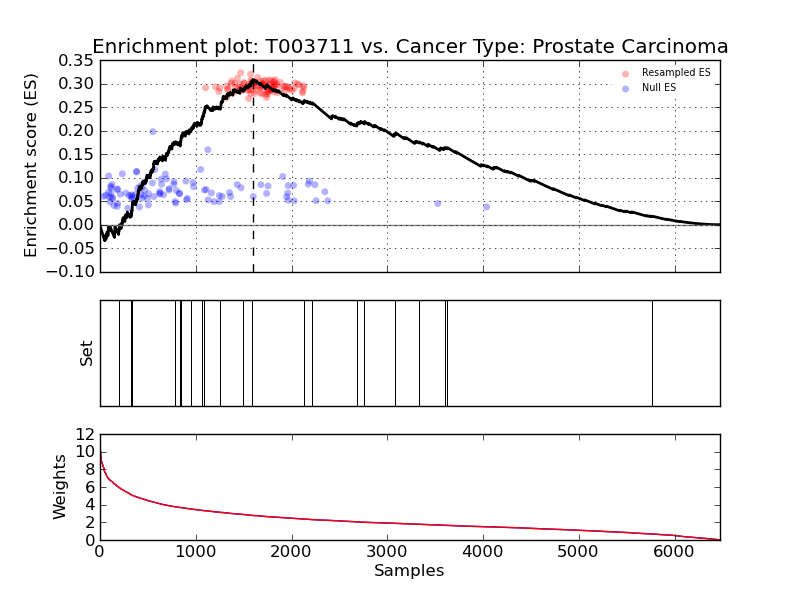 Enrichment plot: T003711 vs. Cancer Type: Prostate Carcinoma
Enrichment score (ES)
0.35
0.30
0.25
0.20
0.15
0.10
0.05
0.00
−0.05
−0.10
Resampled ES
Null ES
Set
Weights
12
10
8
6
4
2
0
0 1000 2000 3000 4000 5000 6000
Samples